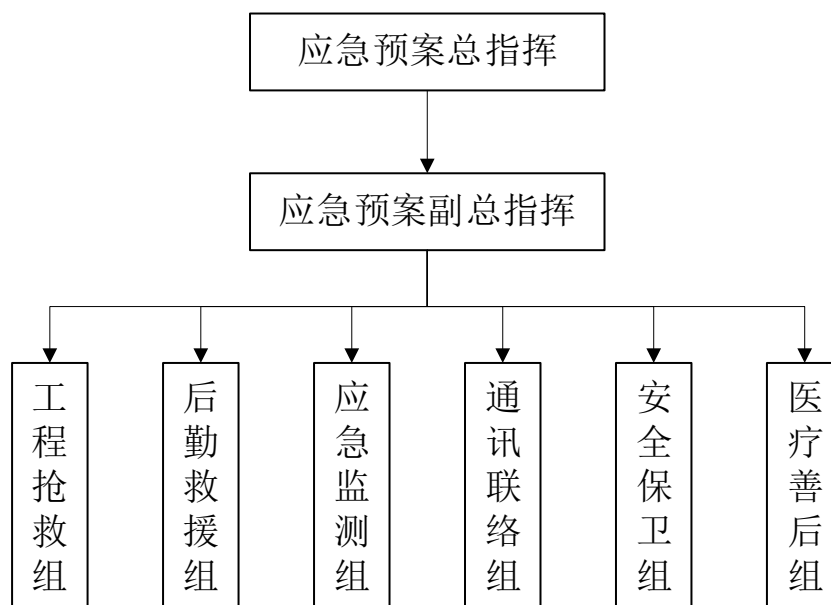 应急预案总指挥
应急预案副总指挥
工程抢救组
后勤救援组
应急监测组
通讯联络组
安全保卫组
医疗善后组